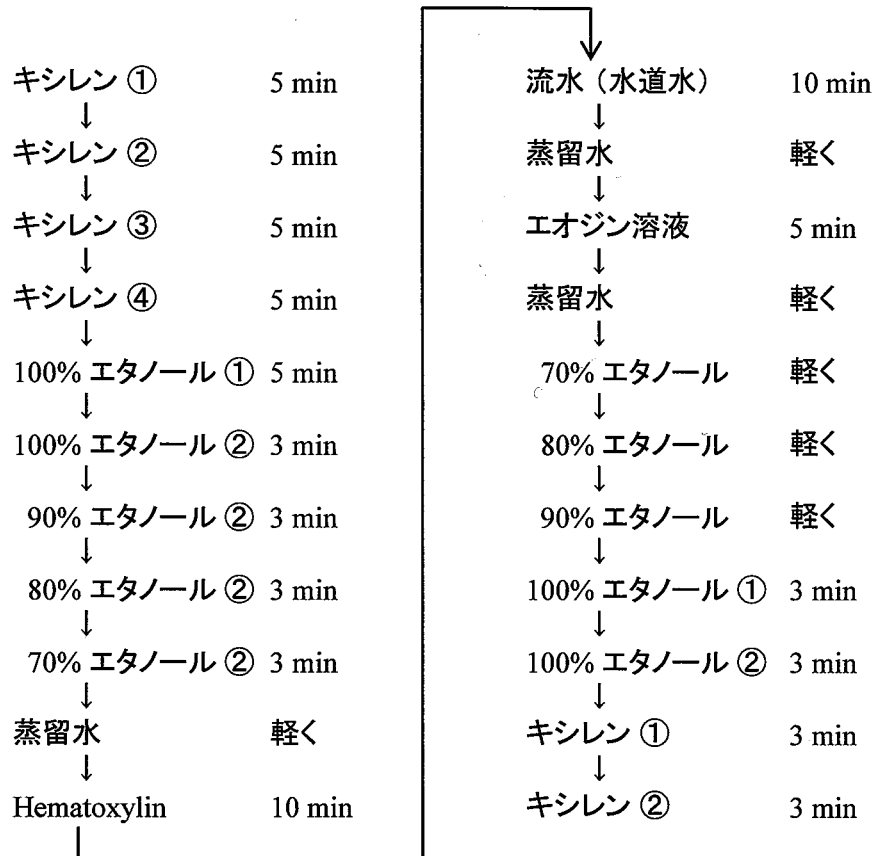 キシレン ① 5 min
↓
キシレン ② 5 min
↓
キシレン ③ 5 min
↓
キシレン ④ 5 min
↓
100% エタノール ① 5 min
↓
100% エタノール ② 3 min
↓
90% エタノール ② 3 min
↓
80% エタノール ② 3 min
↓
70% エタノール ② 3 min
↓
蒸留水 軽く
↓
Hematoxylin 10 min
流水（水道水） 10 min
↓
蒸留水 軽く
↓
エオジン溶液 5 min
↓
蒸留水 軽く
↓
70% エタノール 軽く
↓
80% エタノール 軽く
↓
90% エタノール 軽く
↓
100% エタノール ① 3 min
↓
100% エタノール ② 3 min
↓
キシレン ① 3 min
↓
キシレン ② 3 min